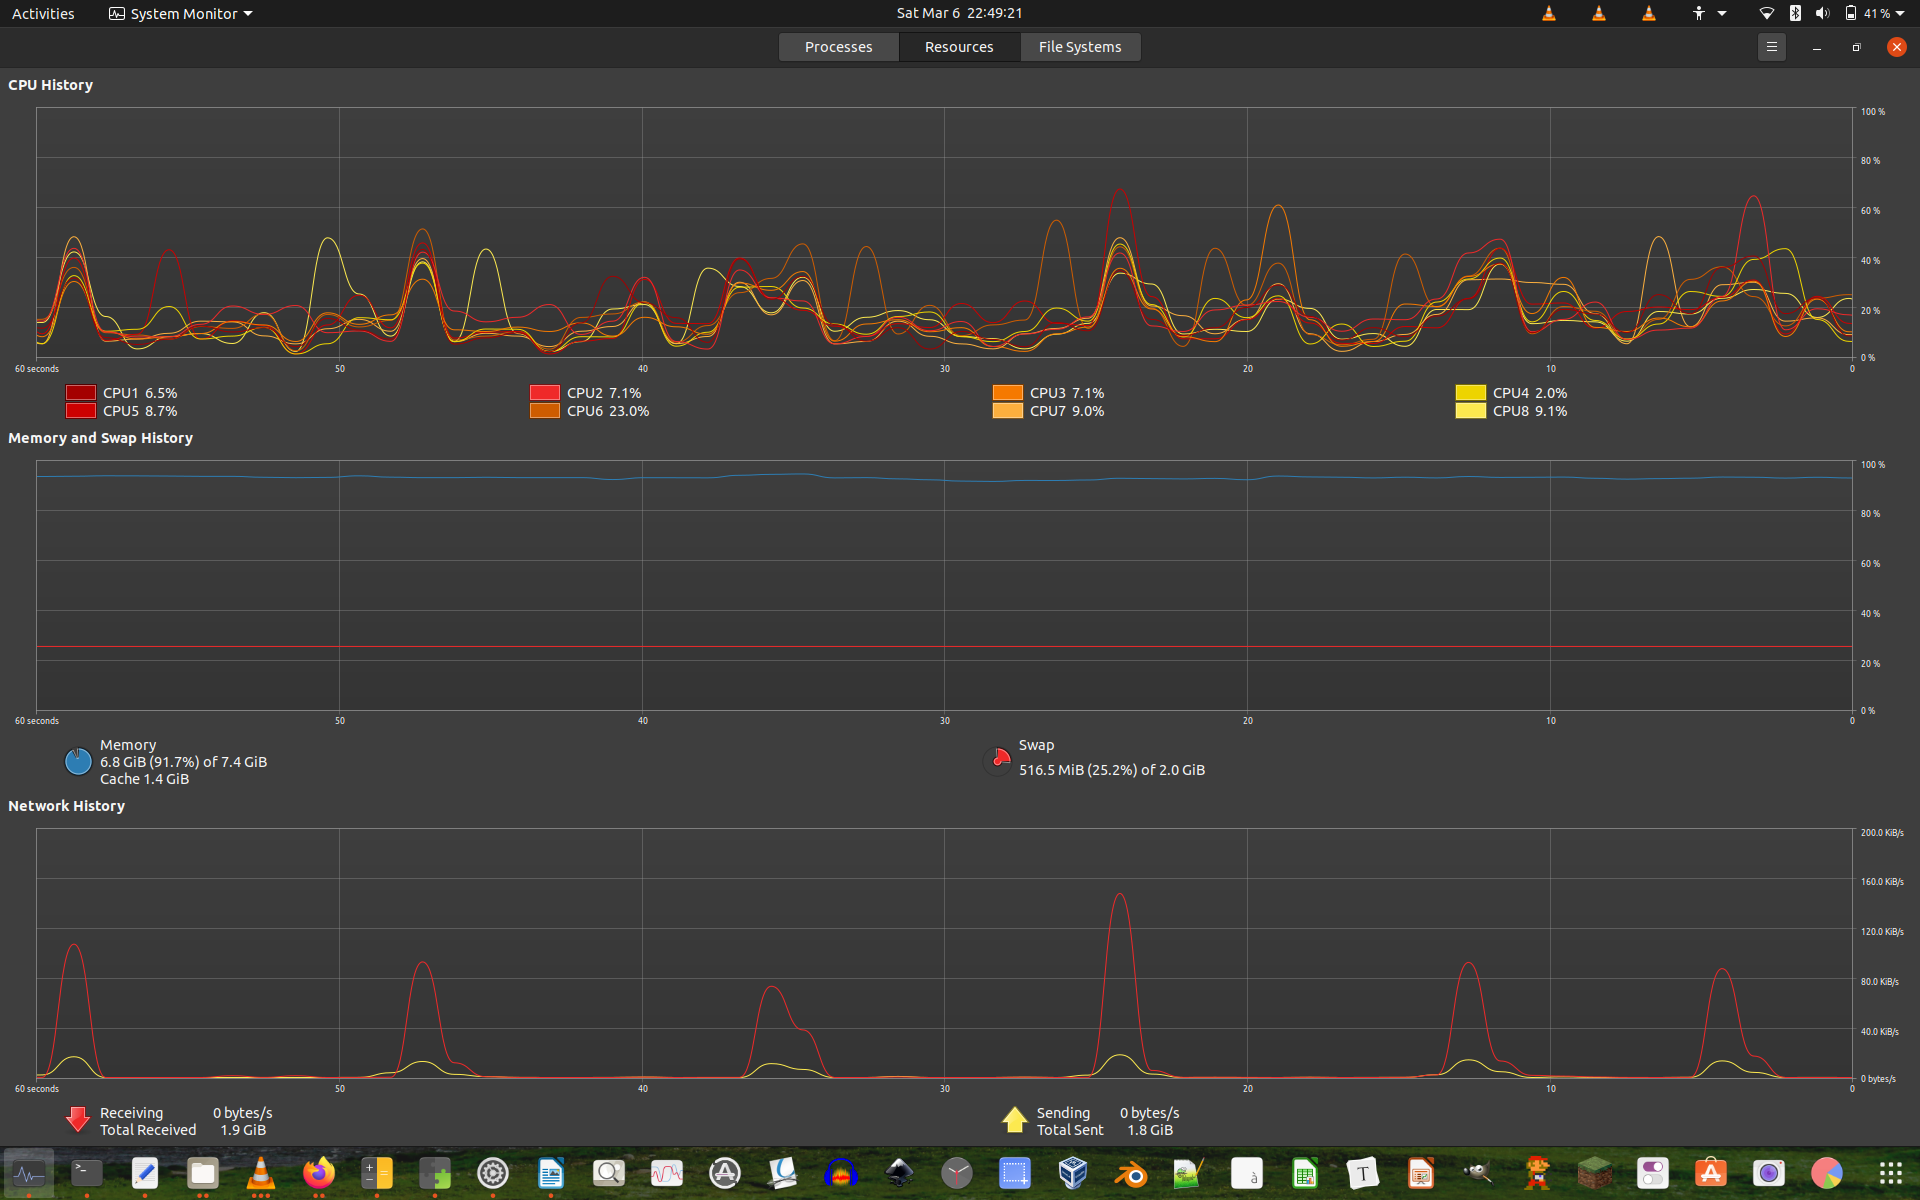 Activities System Monitor Sat Mar 6 22:49:21 41 %
Processes Resources File Systems
CPU History
100 %
80 %
60 %
40 %
20 %
0 %
60 seconds 50 40 30 20 10 0
CPU1 6.5% CPU2 7.1% CPU3 7.1% CPU4 2.0%
CPU5 8.7% CPU6 23.0% CPU7 9.0% CPU8 9.1%
Memory and Swap History
100 %
80 %
60 %
40 %
20 %
0 %
60 seconds 50 40 30 20 10 0
Memory
6.8 GiB (91.7%) of 7.4 GiB
Cache 1.4 GiB
Swap
516.5 MiB (25.2%) of 2.0 GiB
Network History
200.0 KiB/s
160.0 KiB/s
120.0 KiB/s
80.0 KiB/s
40.0 KiB/s
0 bytes/s
60 seconds 50 40 30 20 10 0
Receiving 0 bytes/s
Total Received 1.9 GiB
Sending 0 bytes/s
Total Sent 1.8 GiB